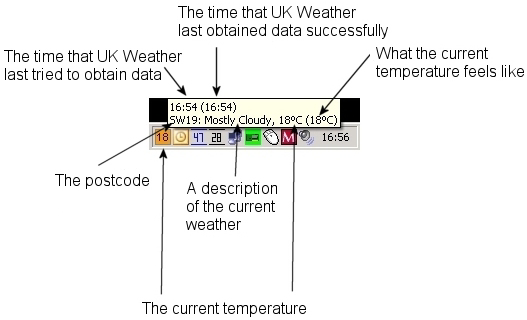 The time that UK Weather
last obtained data successfully
The time that UK Weather
last tried to obtain data
What the current
temperature feels like
16:54 (16:54)
SW19: Mostly Cloudy, 18ºC (18ºC)
18 47 28 M 16:56
The postcode
A description
of the current
weather
The current temperature